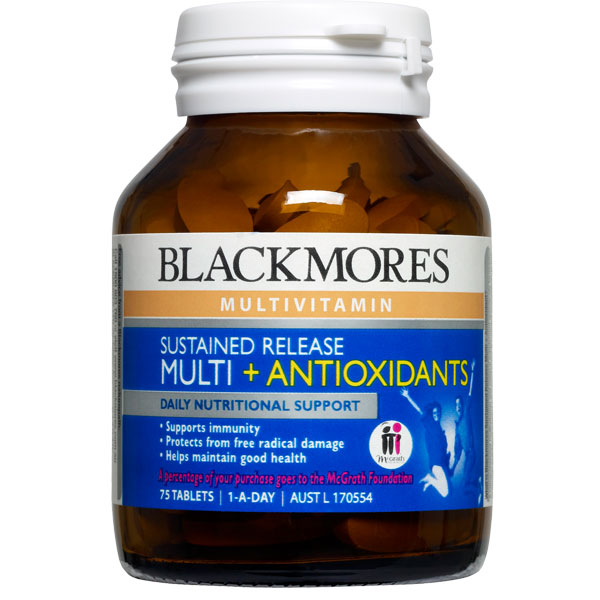 BLACKMORES
MULTIVITAMIN
SUSTAINED RELEASE
MULTI + ANTIOXIDANTS
DAILY NUTRITIONAL SUPPORT
• Supports immunity
• Protects from free radical damage
• Helps maintain good health
McGrath
A percentage of your purchase goes to the McGrath Foundation
75 TABLETS | 1-A-DAY | AUST L 170554